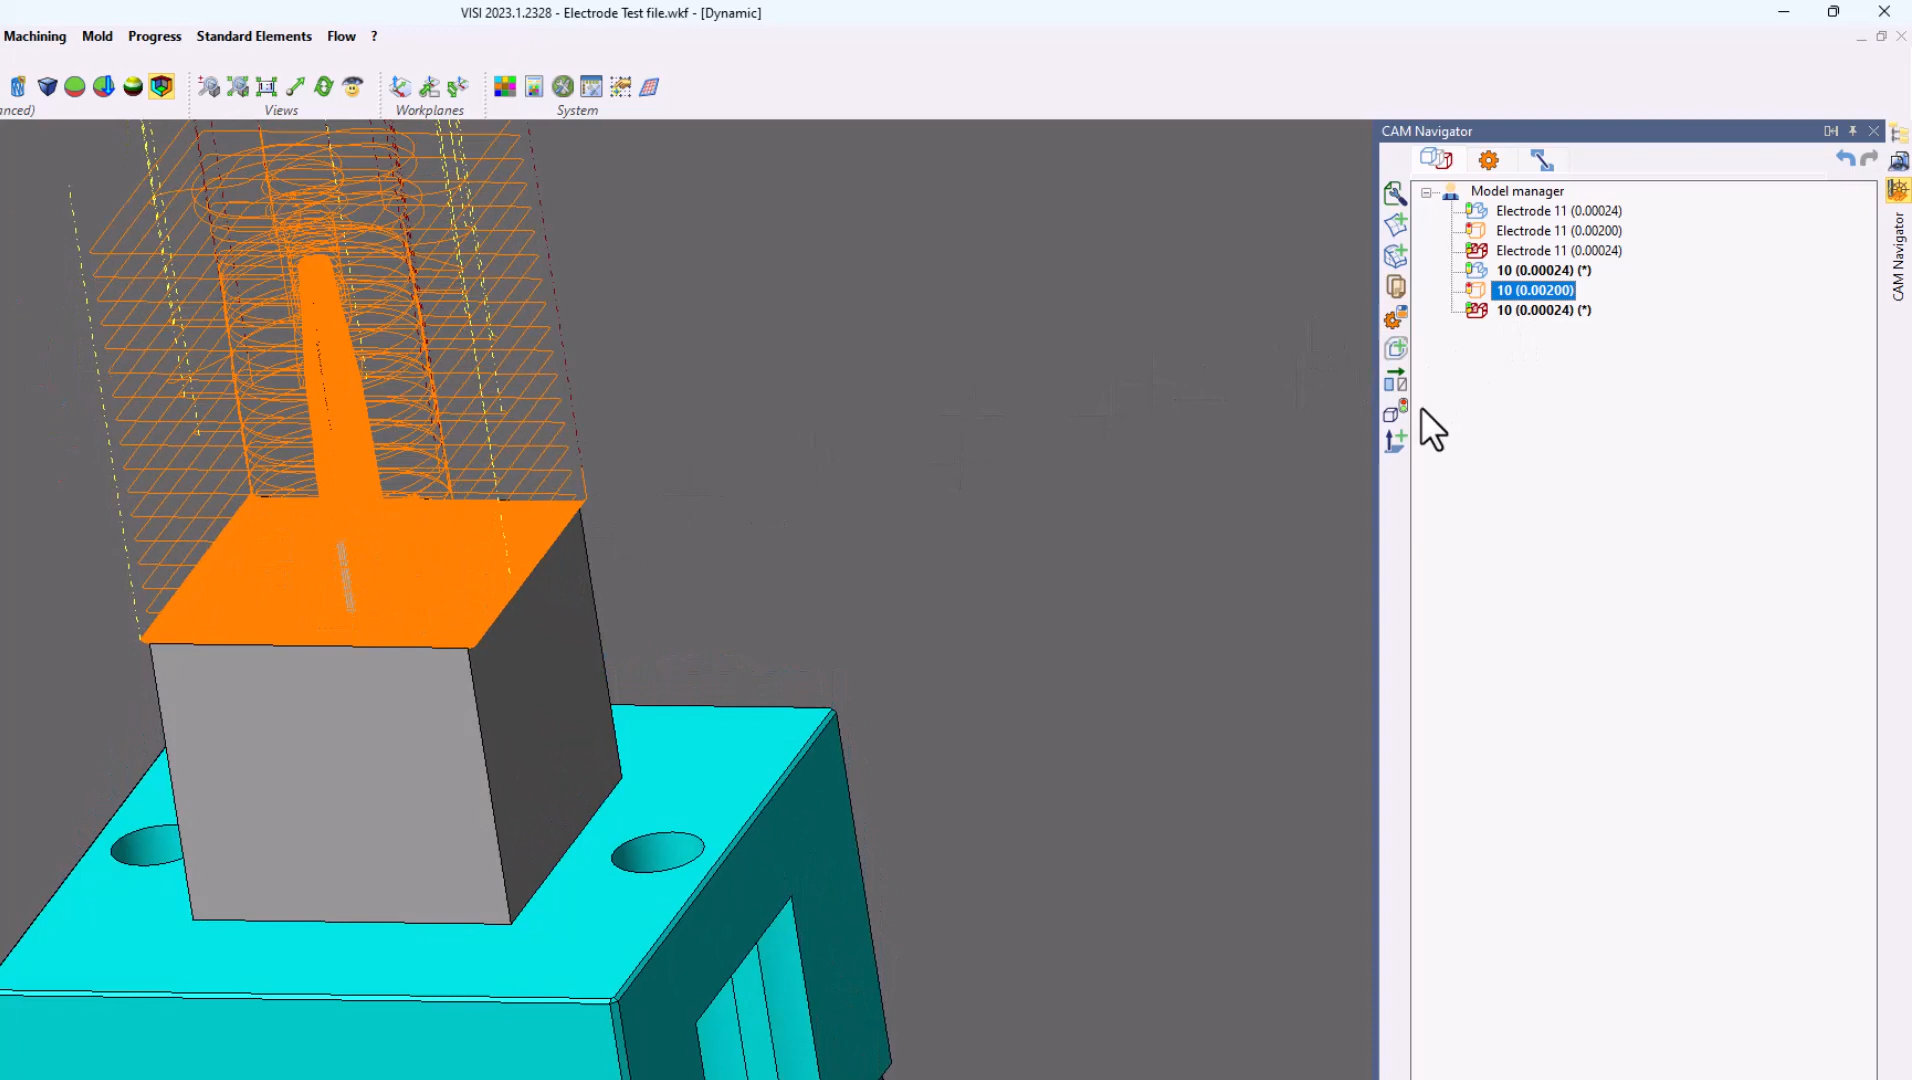 VISI 2023.1.2328 - Electrode Test file.wkf - [Dynamic]
Machining Mold Progress Standard Elements Flow ?
Views Workplanes System
CAM Navigator
Model manager
Electrode 11 (0.00024)
Electrode 11 (0.00200)
Electrode 11 (0.00024)
10 (0.00024) (*)
10 (0.00200)
10 (0.00024) (*)
CAM Navigator